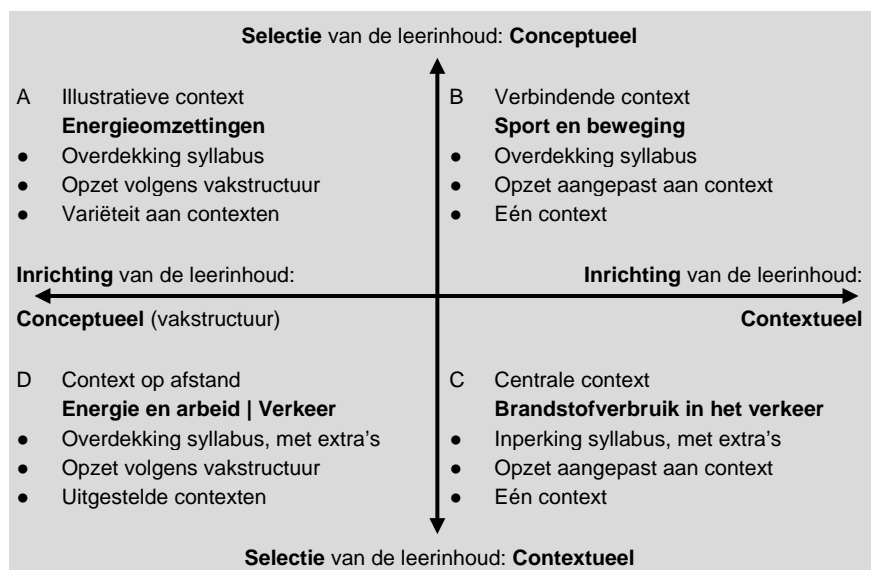 Selectie van de leerinhoud: Conceptueel
A Illustratieve context
Energieomzettingen
● Overdekking syllabus
● Opzet volgens vakstructuur
● Variëteit aan contexten
B Verbindende context
Sport en beweging
● Overdekking syllabus
● Opzet aangepast aan context
● Eén context
Inrichting van de leerinhoud:
Conceptueel (vakstructuur)
Inrichting van de leerinhoud:
Contextueel
D Context op afstand
Energie en arbeid | Verkeer
● Overdekking syllabus, met extra's
● Opzet volgens vakstructuur
● Uitgestelde contexten
C Centrale context
Brandstofverbruik in het verkeer
● Inperking syllabus, met extra's
● Opzet aangepast aan context
● Eén context
Selectie van de leerinhoud: Contextueel